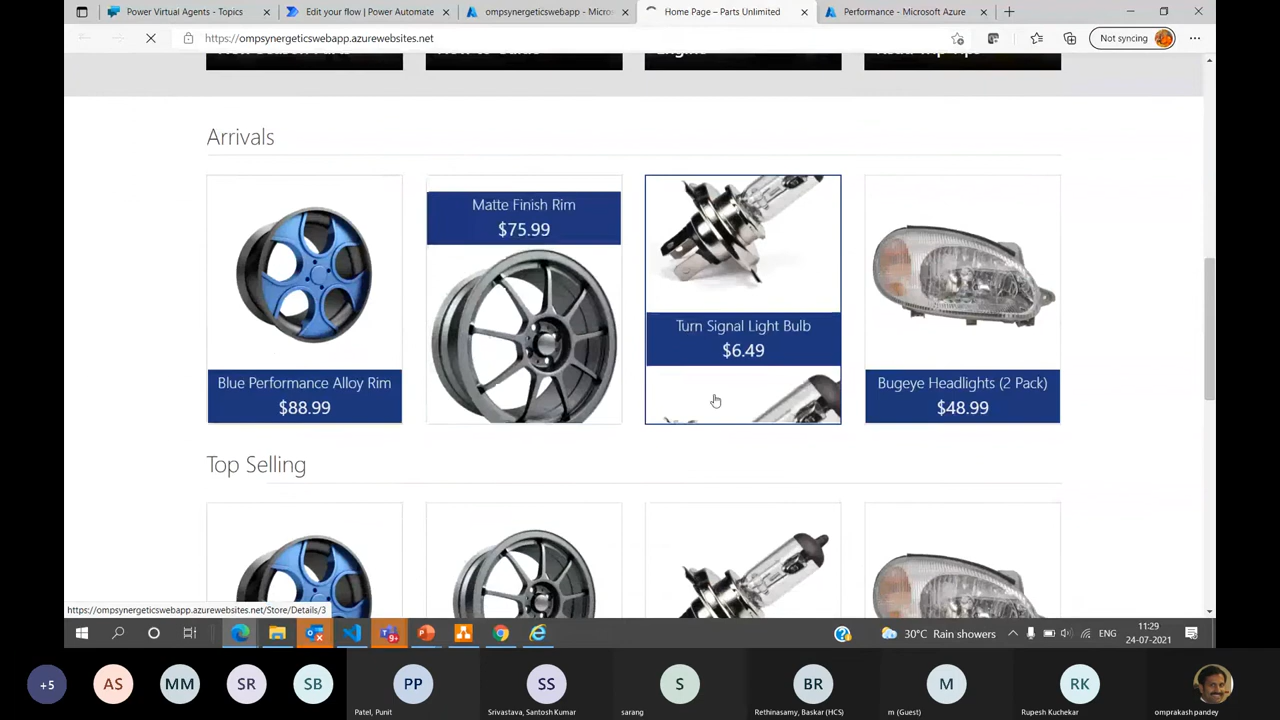 Power Virtual Agents - Topics
Edit your flow | Power Automate
ompsynergeticswebapp - Micros
Home Page – Parts Unlimited
Performance - Microsoft Azure
https://ompsynergeticswebapp.azurewebsites.net
Not syncing
Arrivals
Blue Performance Alloy Rim
$88.99
Matte Finish Rim
$75.99
Turn Signal Light Bulb
$6.49
Bugeye Headlights (2 Pack)
$48.99
Top Selling
https://ompsynergeticswebapp.azurewebsites.net/Store/Details/3
30°C Rain showers
ENG
11:29
24-07-2021
+5
AS
MM
SR
SB
PP
Patel, Punit
SS
Srivastava, Santosh Kumar
S
sarang
BR
Rethinasamy, Baskar (HCS)
M
m (Guest)
RK
Rupesh Kuchekar
omprakash pandey